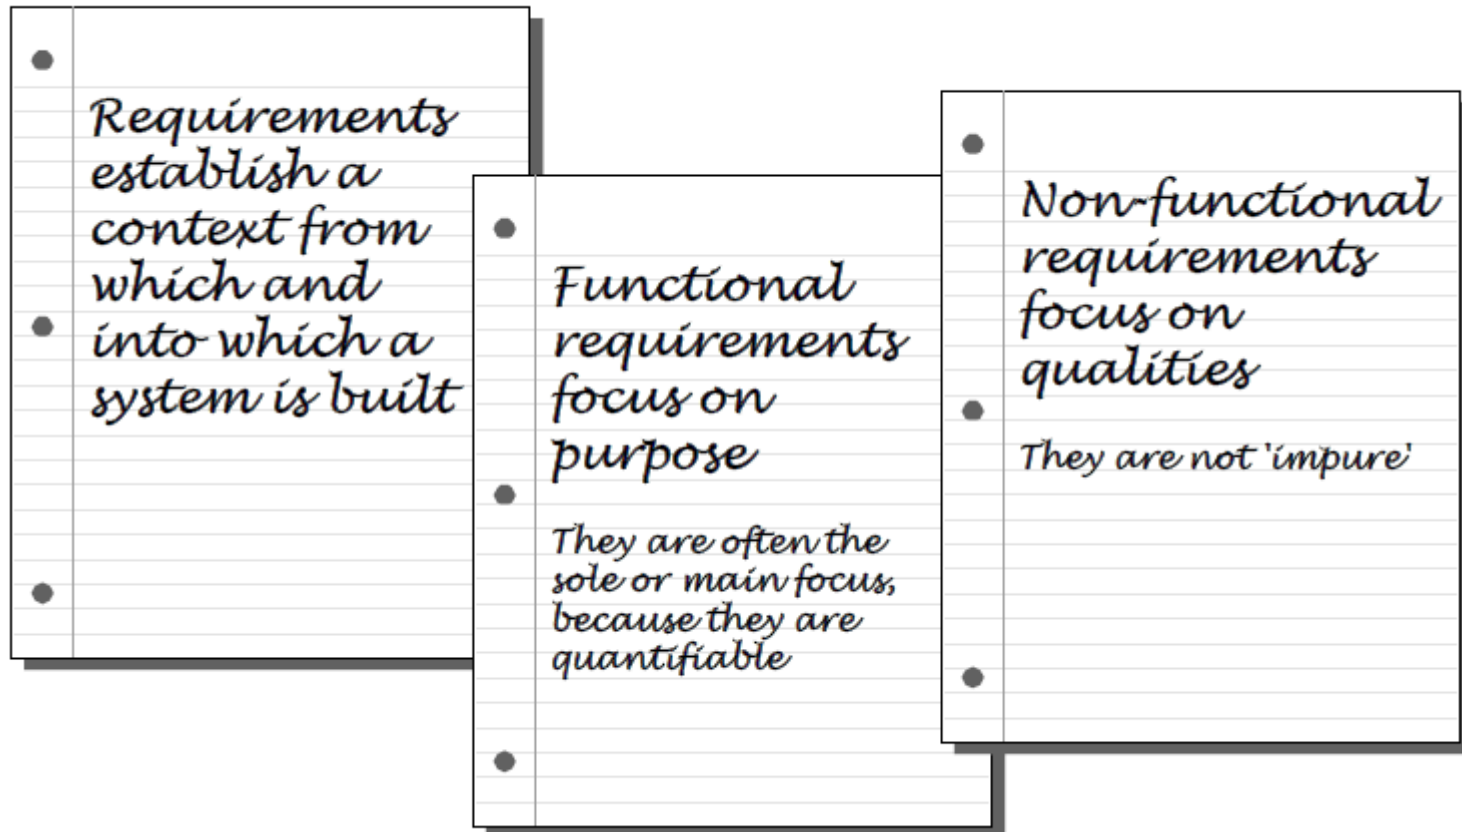 Requirements
establish a
context from
which and
into which a
system is built
Functional
requirements
focus on
purpose
They are often the
sole or main focus,
because they are
quantifiable
Non-functional
requirements
focus on
qualities
They are not 'impure'